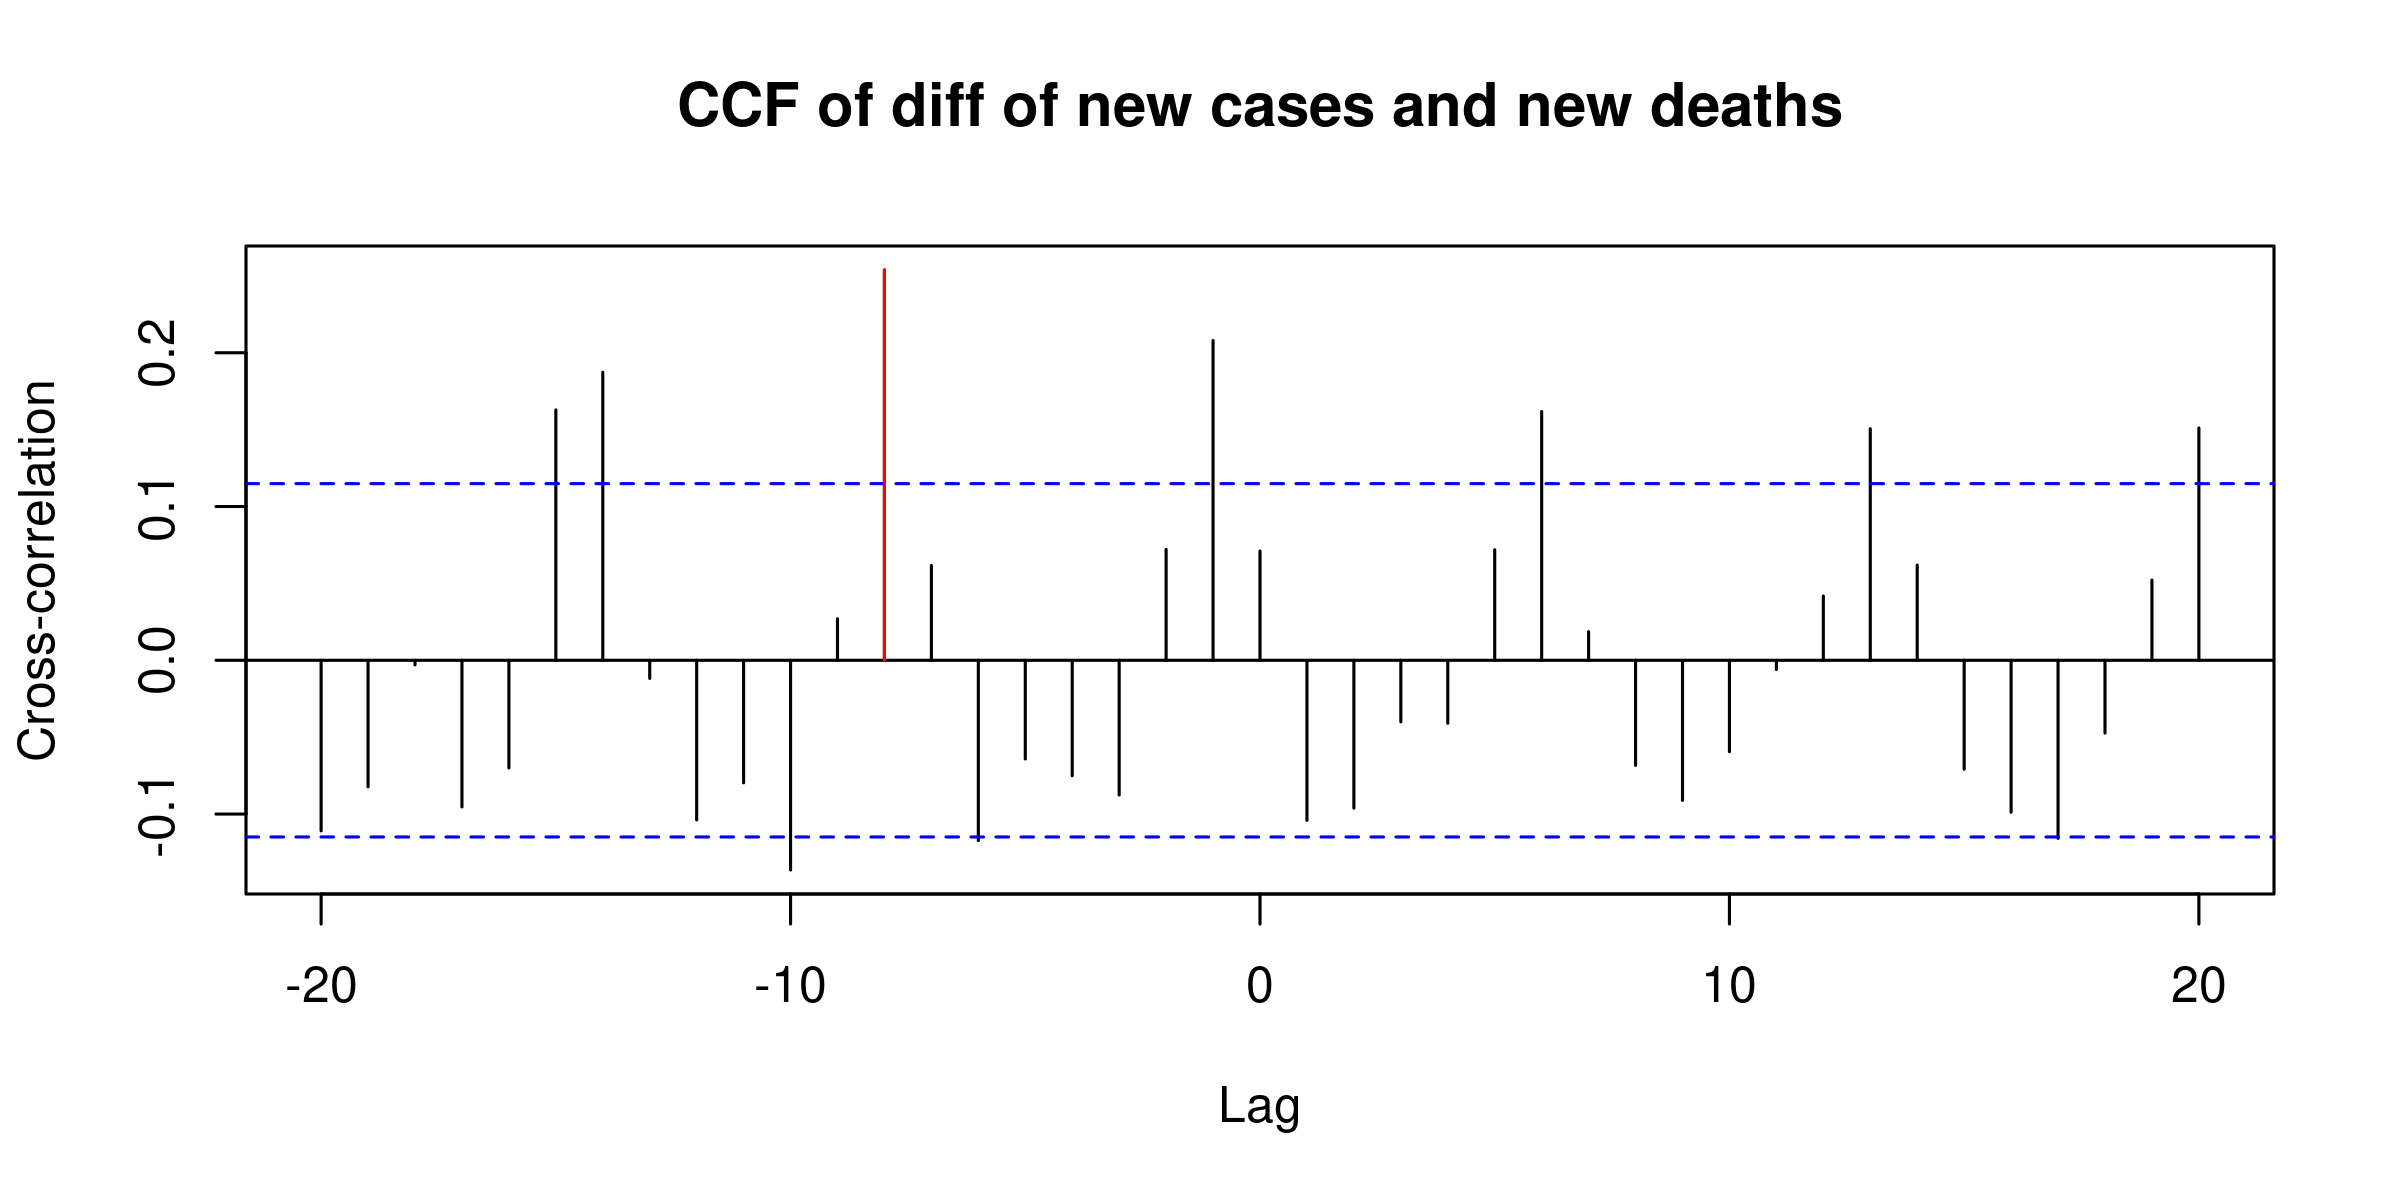 CCF of diff of new cases and new deaths
Cross-correlation
0.2
0.1
0.0
-0.1
-20 -10 0 10 20
Lag